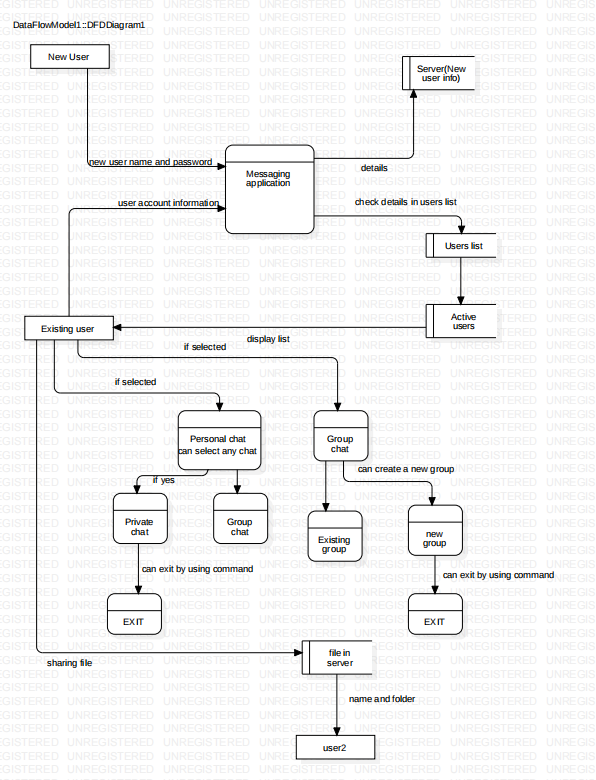 DataFlowModel1::DFDDiagram1
New User
Server(New
user info)
new user name and password
Messaging
application
details
user account information
check details in users list
Users list
Active
users
Existing user
display list
if selected
if selected
Personal chat
can select any chat
Group
chat
can create a new group
if yes
Private
chat
Group
chat
Existing
group
new
group
can exit by using command
can exit by using command
EXIT
EXIT
sharing file
file in
server
name and folder
user2
UNREGISTERED